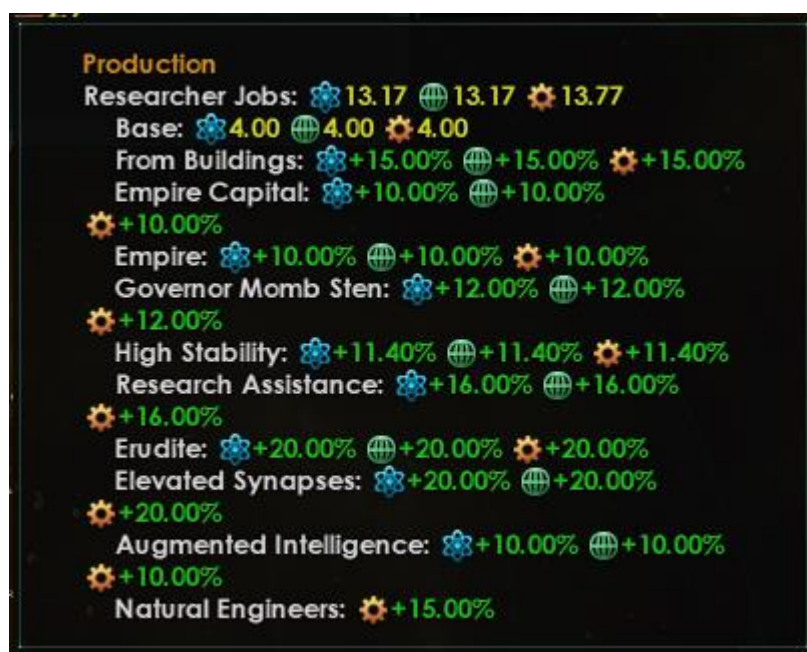 Production
Researcher Jobs: 13.17 13.17 13.77
Base: 4.00 4.00 4.00
From Buildings: +15.00% +15.00% +15.00%
Empire Capital: +10.00% +10.00%
+10.00%
Empire: +10.00% +10.00% +10.00%
Governor Momb Sten: +12.00% +12.00%
+12.00%
High Stability: +11.40% +11.40% +11.40%
Research Assistance: +16.00% +16.00%
+16.00%
Erudite: +20.00% +20.00% +20.00%
Elevated Synapses: +20.00% +20.00%
+20.00%
Augmented Intelligence: +10.00% +10.00%
+10.00%
Natural Engineers: +15.00%